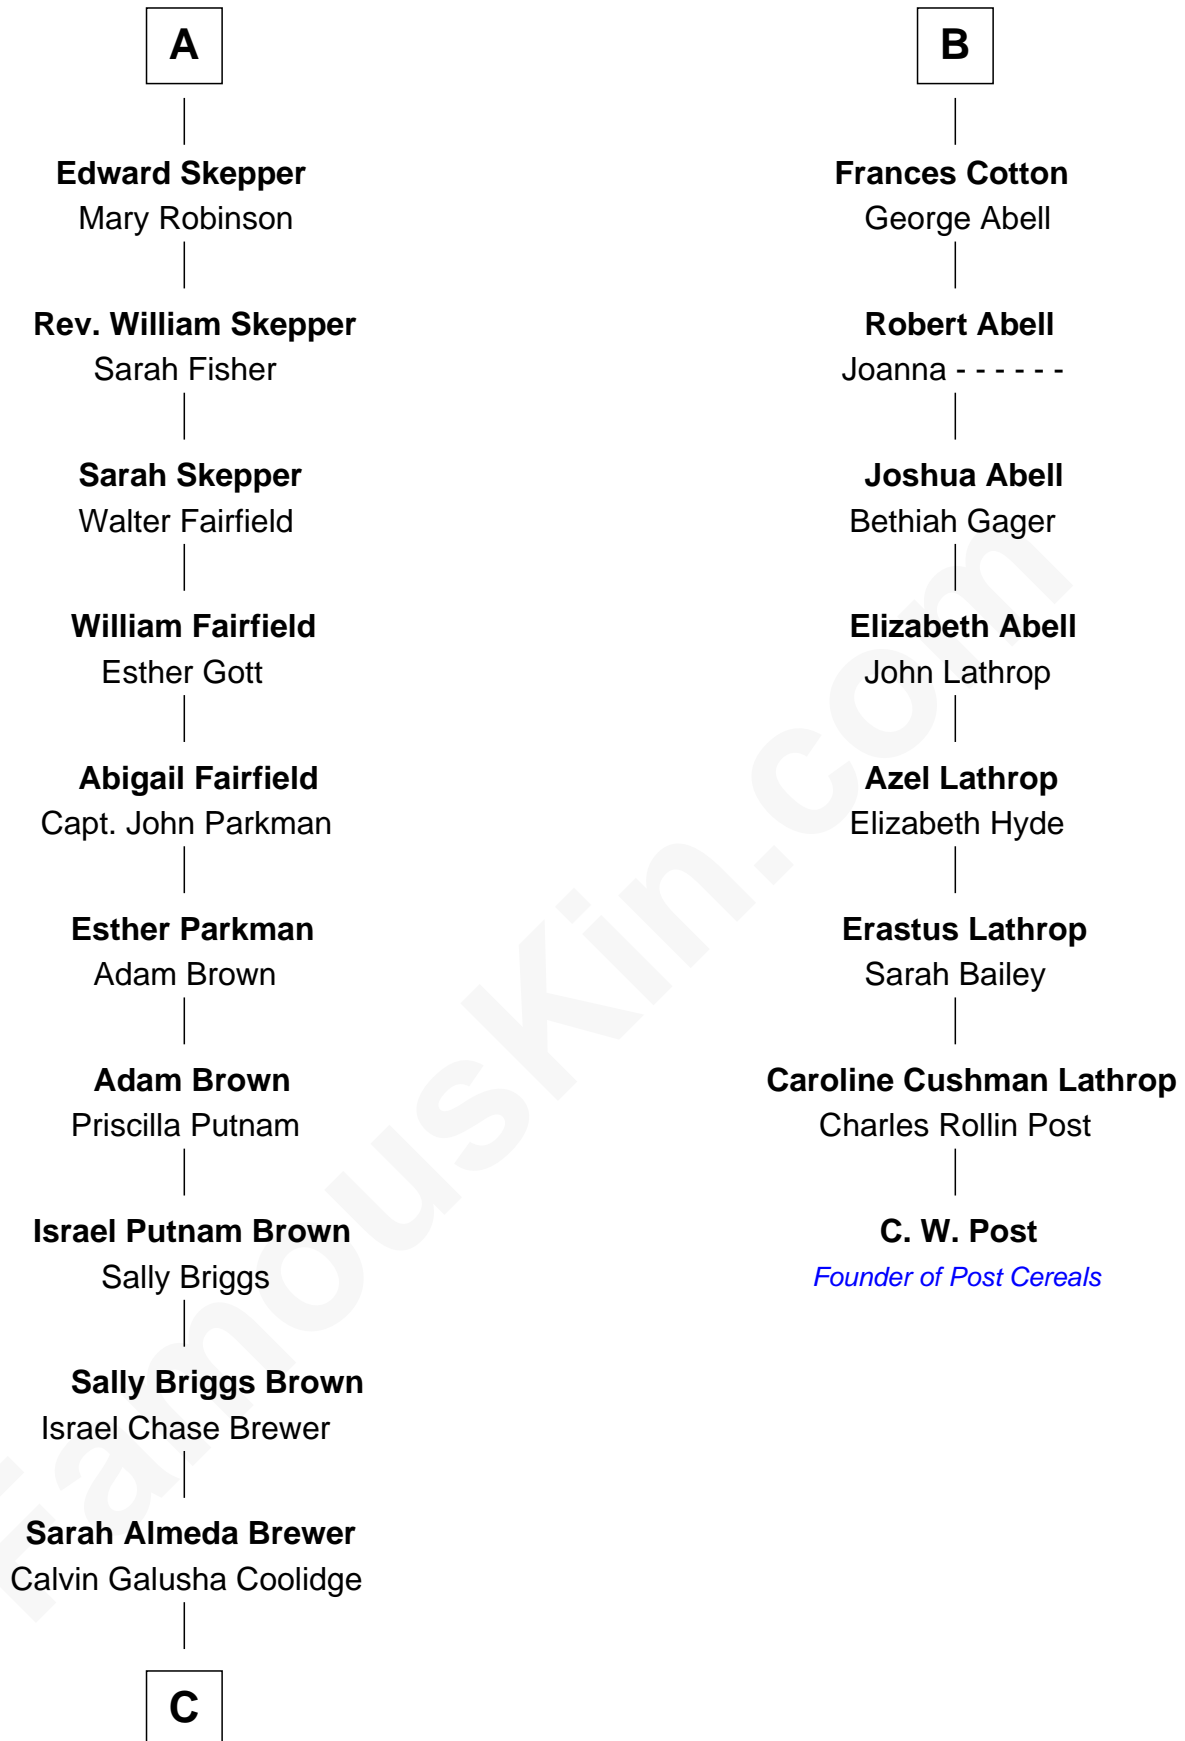 A
Edward Skepper
Mary Robinson
Rev. William Skepper
Sarah Fisher
Sarah Skepper
Walter Fairfield
William Fairfield
Esther Gott
Abigail Fairfield
Capt. John Parkman
Esther Parkman
Adam Brown
Adam Brown
Priscilla Putnam
Israel Putnam Brown
Sally Briggs
Sally Briggs Brown
Israel Chase Brewer
Sarah Almeda Brewer
Calvin Galusha Coolidge
C
B
Frances Cotton
George Abell
Robert Abell
Joanna - - - - - -
Joshua Abell
Bethiah Gager
Elizabeth Abell
John Lathrop
Azel Lathrop
Elizabeth Hyde
Erastus Lathrop
Sarah Bailey
Caroline Cushman Lathrop
Charles Rollin Post
C. W. Post
Founder of Post Cereals
FamousKin.com